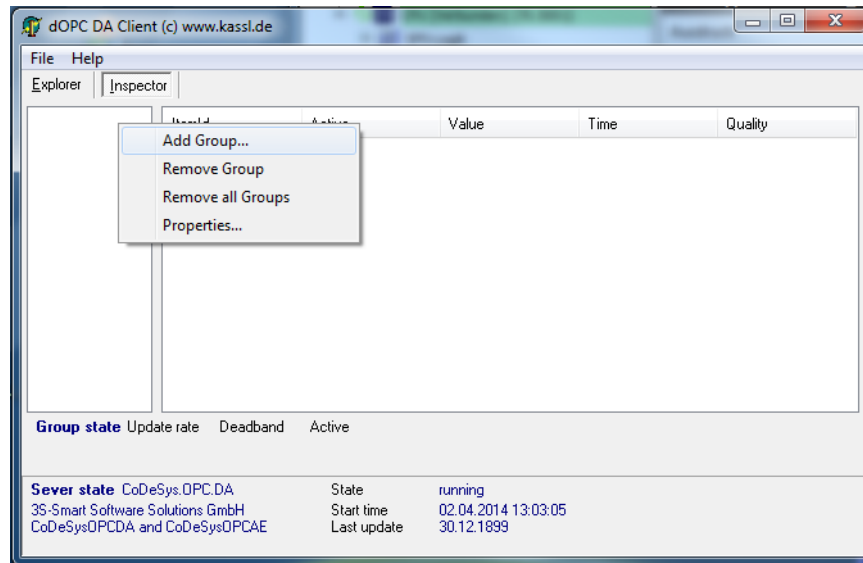 dOPC DA Client (c) www.kassl.de
File Help
Explorer Inspector
ItemId Active Value Time Quality
Add Group...
Remove Group
Remove all Groups
Properties...
Group state Update rate Deadband Active
Sever state CoDeSys.OPC.DA State running
3S-Smart Software Solutions GmbH Start time 02.04.2014 13:03:05
CoDeSysOPCDA and CoDeSysOPCAE Last update 30.12.1899